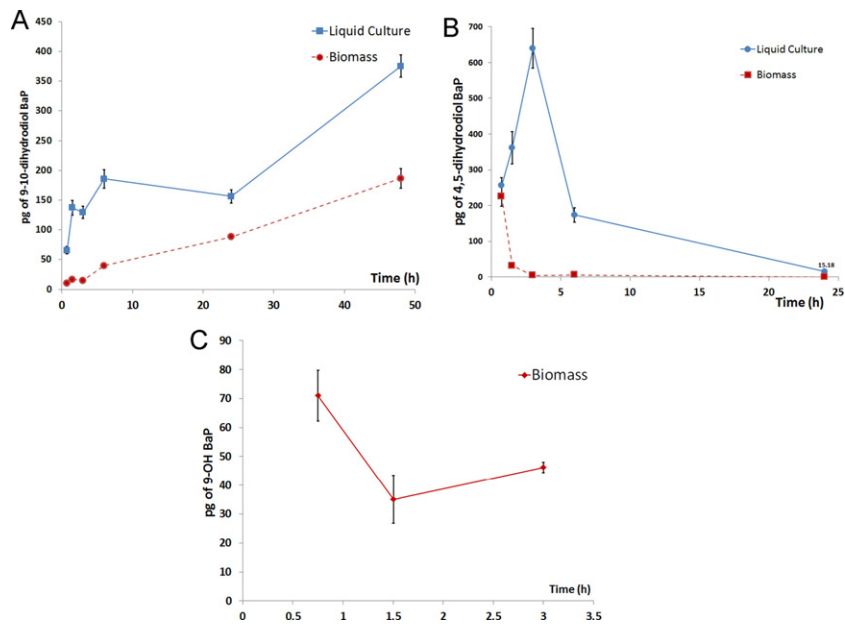 A
Liquid Culture
Biomass
pg of 9-10-dihydrodiol BaP
450
400
350
300
250
200
150
100
50
0
0 10 20 30 40 50
Time (h)
B
Liquid Culture
Biomass
pg of 4,5-dihydrodiol BaP
700
600
500
400
300
200
100
0
15.18
0 5 10 15 20 25
Time (h)
C
Biomass
pg of 9-OH BaP
90
80
70
60
50
40
30
20
10
0
Time (h)
0 0.5 1 1.5 2 2.5 3 3.5